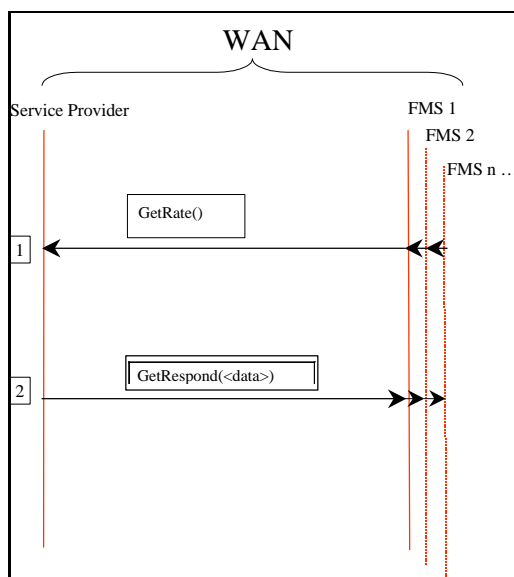 WAN
Service Provider
FMS 1
FMS 2
FMS n ...
GetRate()
1
GetRespond(<data>)
2